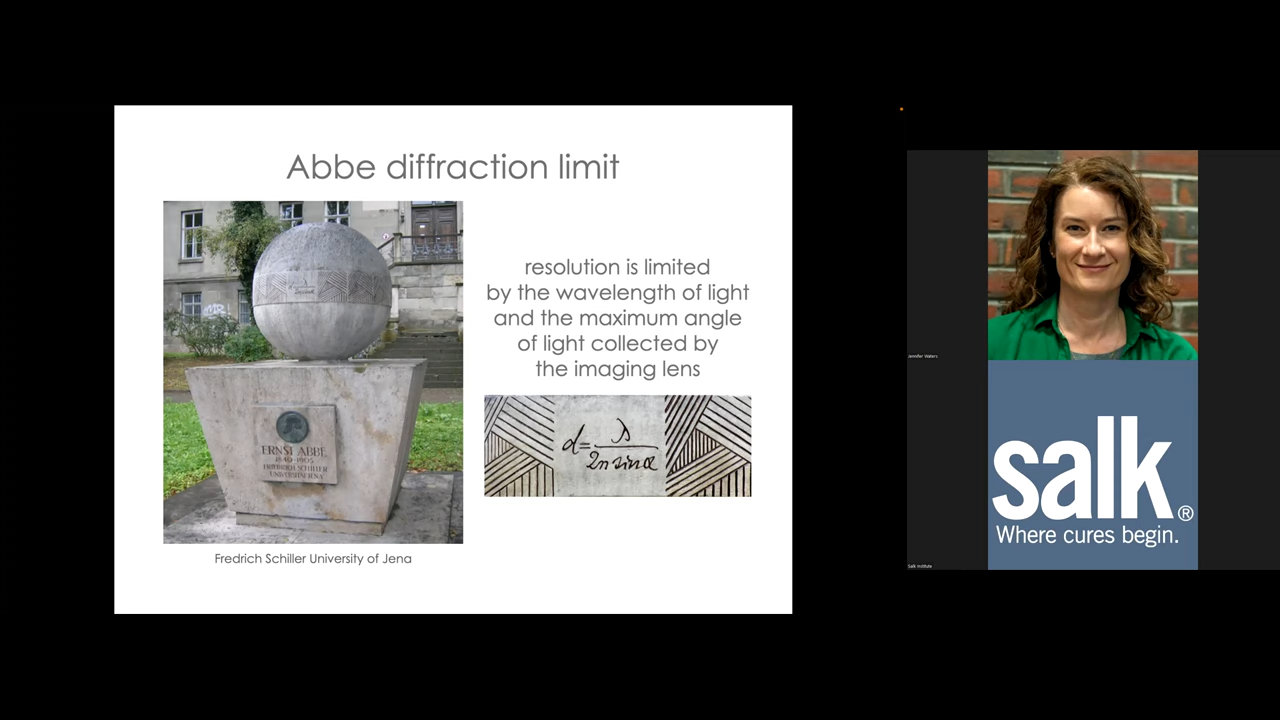 Abbe diffraction limit
resolution is limited
by the wavelength of light
and the maximum angle
of light collected by
the imaging lens
d = λ / 2n sin α
ERNST ABBE
1840-1905
FRIEDRICH SCHILLER
UNIVERSITÄT JENA
Fredrich Schiller University of Jena
Jennifer Waters
salk®
Where cures begin.
Salk Institute